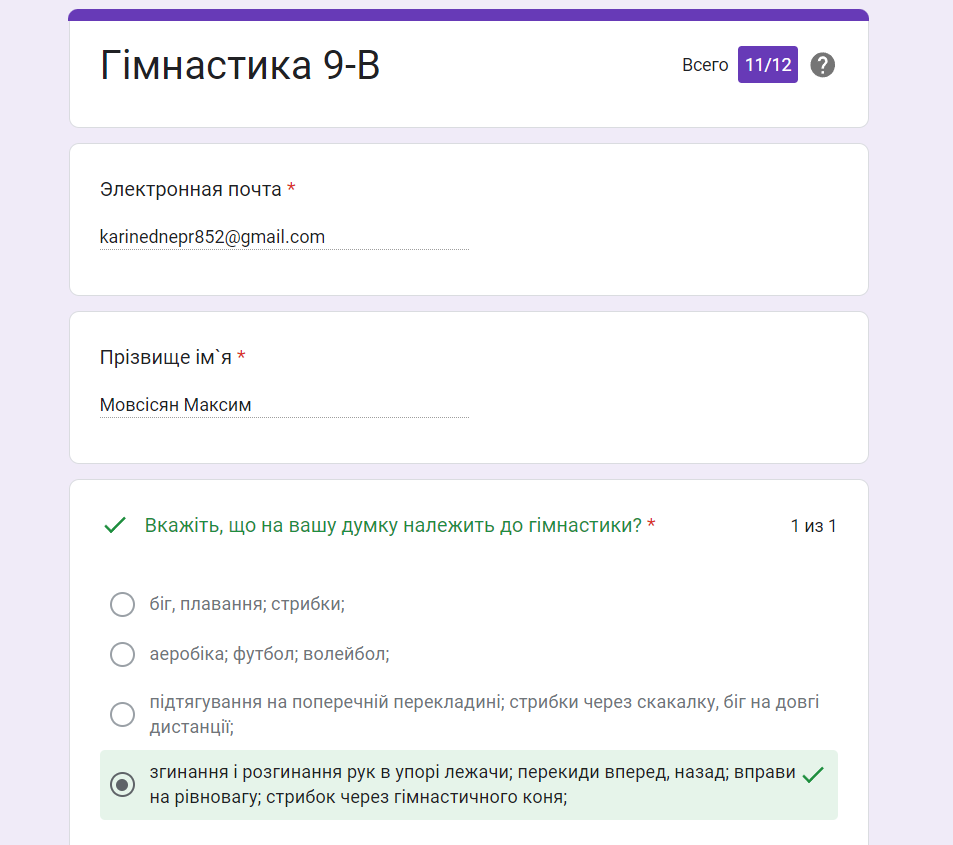 Гімнастика 9-В
Всего 11/12 ?
Электронная почта *
karinednepr852@gmail.com
Прізвище ім`я *
Мовсісян Максим
Вкажіть, що на вашу думку належить до гімнастики? * 1 из 1
біг, плавання; стрибки;
аеробіка; футбол; волейбол;
підтягування на поперечній перекладині; стрибки через скакалку, біг на довгі
дистанції;
згинання і розгинання рук в упорі лежачи; перекиди вперед, назад; вправи
на рівновагу; стрибок через гімнастичного коня;